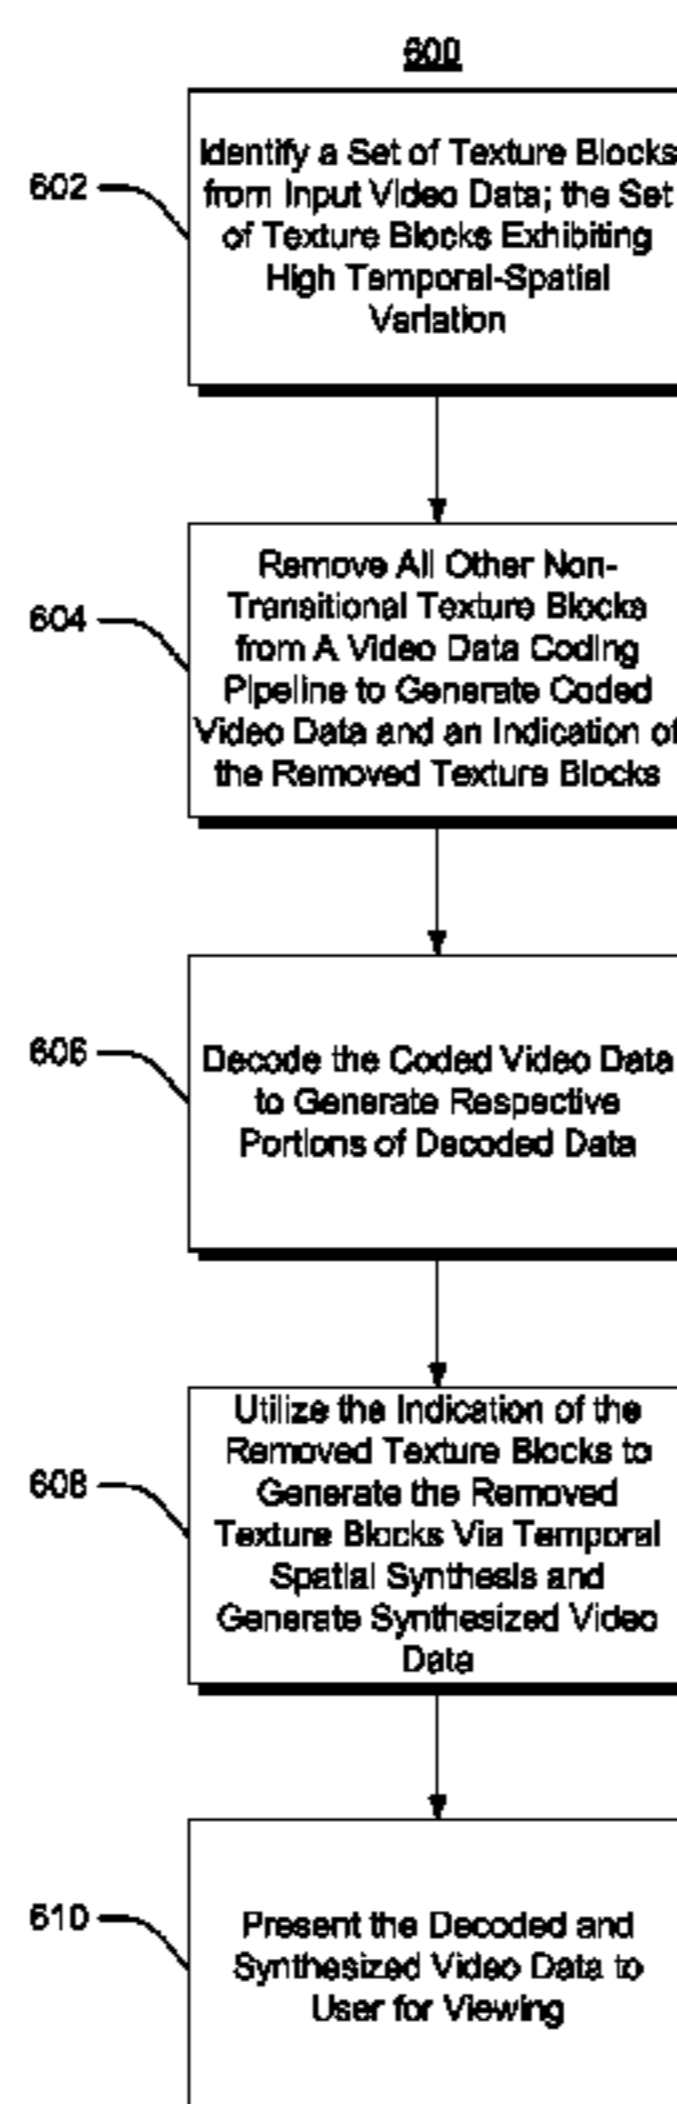 600
602
Identify a Set of Texture Blocks
from Input Video Data; the Set
of Texture Blocks Exhibiting
High Temporal-Spatial
Variation
604
Remove All Other Non-
Transitional Texture Blocks
from A Video Data Coding
Pipeline to Generate Coded
Video Data and an Indication of
the Removed Texture Blocks
606
Decode the Coded Video Data
to Generate Respective
Portions of Decoded Data
608
Utilize the Indication of the
Removed Texture Blocks to
Generate the Removed
Texture Blocks Via Temporal
Spatial Synthesis and
Generate Synthesized Video
Data
610
Present the Decoded and
Synthesized Video Data to
User for Viewing